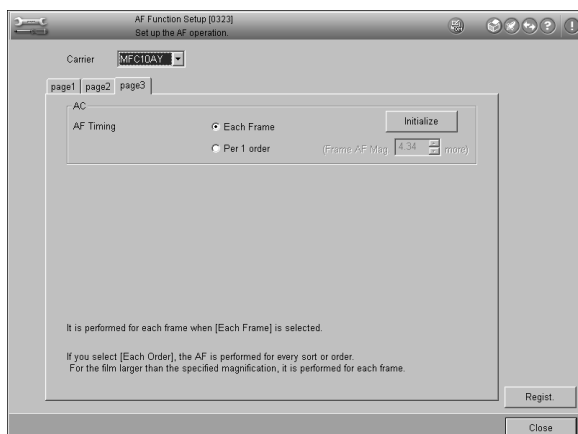 AF Function Setup [0323]
Set up the AF operation.
Carrier MFC10AY
page1 page2 page3
AC
AF Timing Each Frame Initialize
Per 1 order (Frame AF Mag. 4.34 more)
It is performed for each frame when [Each Frame] is selected.
If you select [Each Order], the AF is performed for every sort or order.
For the film larger than the specified magnification, it is performed for each frame.
Regist.
Close